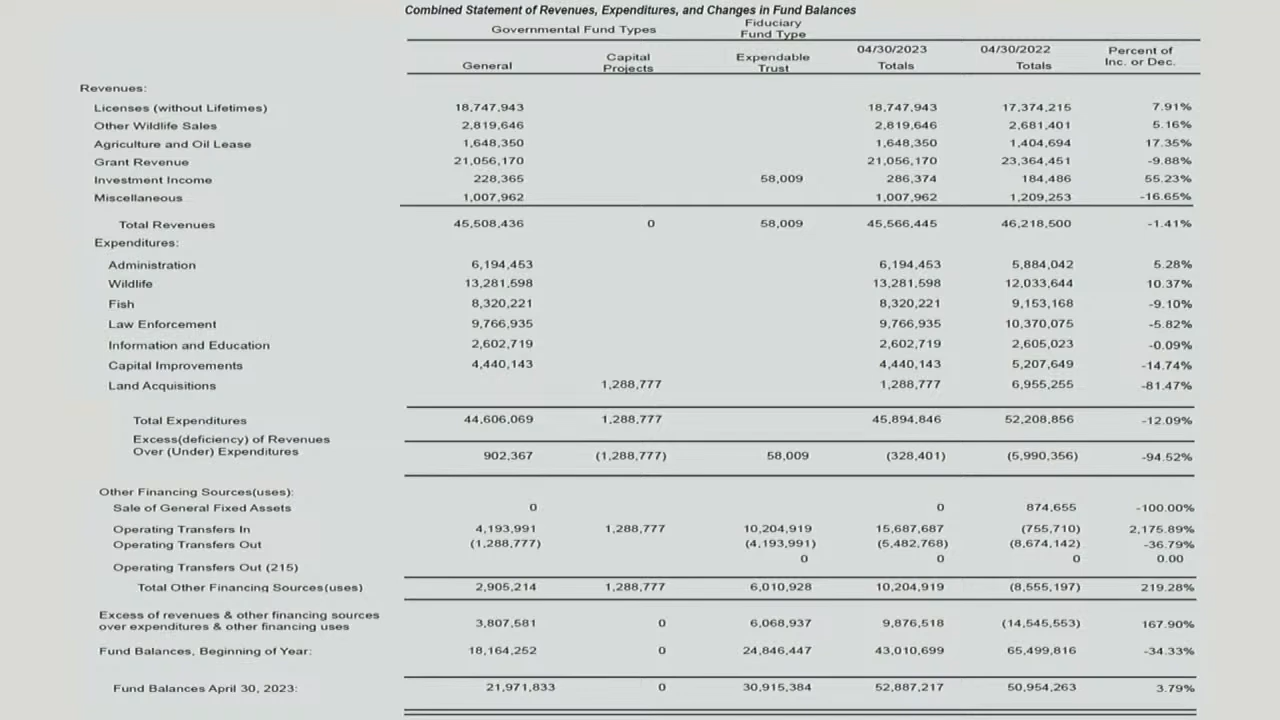 Combined Statement of Revenues, Expenditures, and Changes in Fund Balances
Governmental Fund Types Fiduciary Fund Type
General Capital Projects Expendable Trust 04/30/2023 Totals 04/30/2022 Totals Percent of Inc. or Dec.
Revenues:
Licenses (without Lifetimes) 18,747,943 18,747,943 17,374,215 7.91%
Other Wildlife Sales 2,819,646 2,819,646 2,681,401 5.16%
Agriculture and Oil Lease 1,648,350 1,648,350 1,404,694 17.35%
Grant Revenue 21,056,170 21,056,170 23,364,451 -9.88%
Investment Income 228,365 58,009 286,374 184,486 55.23%
Miscellaneous 1,007,962 1,007,962 1,209,253 -16.65%
Total Revenues 45,508,436 0 58,009 45,566,445 46,218,500 -1.41%
Expenditures:
Administration 6,194,453 6,194,453 5,884,042 5.28%
Wildlife 13,281,598 13,281,598 12,033,644 10.37%
Fish 8,320,221 8,320,221 9,153,168 -9.10%
Law Enforcement 9,766,935 9,766,935 10,370,075 -5.82%
Information and Education 2,602,719 2,602,719 2,605,023 -0.09%
Capital Improvements 4,440,143 4,440,143 5,207,649 -14.74%
Land Acquisitions 1,288,777 1,288,777 6,955,255 -81.47%
Total Expenditures 44,606,069 1,288,777 45,894,846 52,208,856 -12.09%
Excess(deficiency) of Revenues
Over (Under) Expenditures 902,367 (1,288,777) 58,009 (328,401) (5,990,356) -94.52%
Other Financing Sources(uses):
Sale of General Fixed Assets 0 0 874,655 -100.00%
Operating Transfers In 4,193,991 1,288,777 10,204,919 15,687,687 (755,710) 2,175.89%
Operating Transfers Out (1,288,777) (4,193,991) (5,482,768) (8,674,142) -36.79%
Operating Transfers Out (215) 0 0 0 0.00
Total Other Financing Sources(uses) 2,905,214 1,288,777 6,010,928 10,204,919 (8,555,197) 219.28%
Excess of revenues & other financing sources
over expenditures & other financing uses 3,807,581 0 6,068,937 9,876,518 (14,545,553) 167.90%
Fund Balances, Beginning of Year: 18,164,252 0 24,846,447 43,010,699 65,499,816 -34.33%
Fund Balances April 30, 2023: 21,971,833 0 30,915,384 52,887,217 50,954,263 3.79%